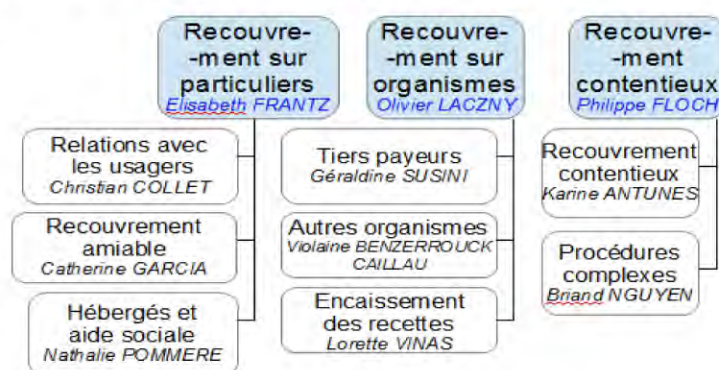 Recouvre-
-ment sur
particuliers
Elisabeth FRANTZ
Relations avec
les usagers
Christian COLLET
Recouvrement
amiable
Catherine GARCIA
Hébergés et
aide sociale
Nathalie POMMERE
Recouvre-
-ment sur
organismes
Olivier LACZNY
Tiers payeurs
Géraldine SUSINI
Autres organismes
Violaine BENZERROUCK
CAILLAU
Encaissement
des recettes
Lorette VINAS
Recouvre-
-ment
contentieux
Philippe FLOCH
Recouvrement
contentieux
Karine ANTUNES
Procédures
complexes
Briand NGUYEN